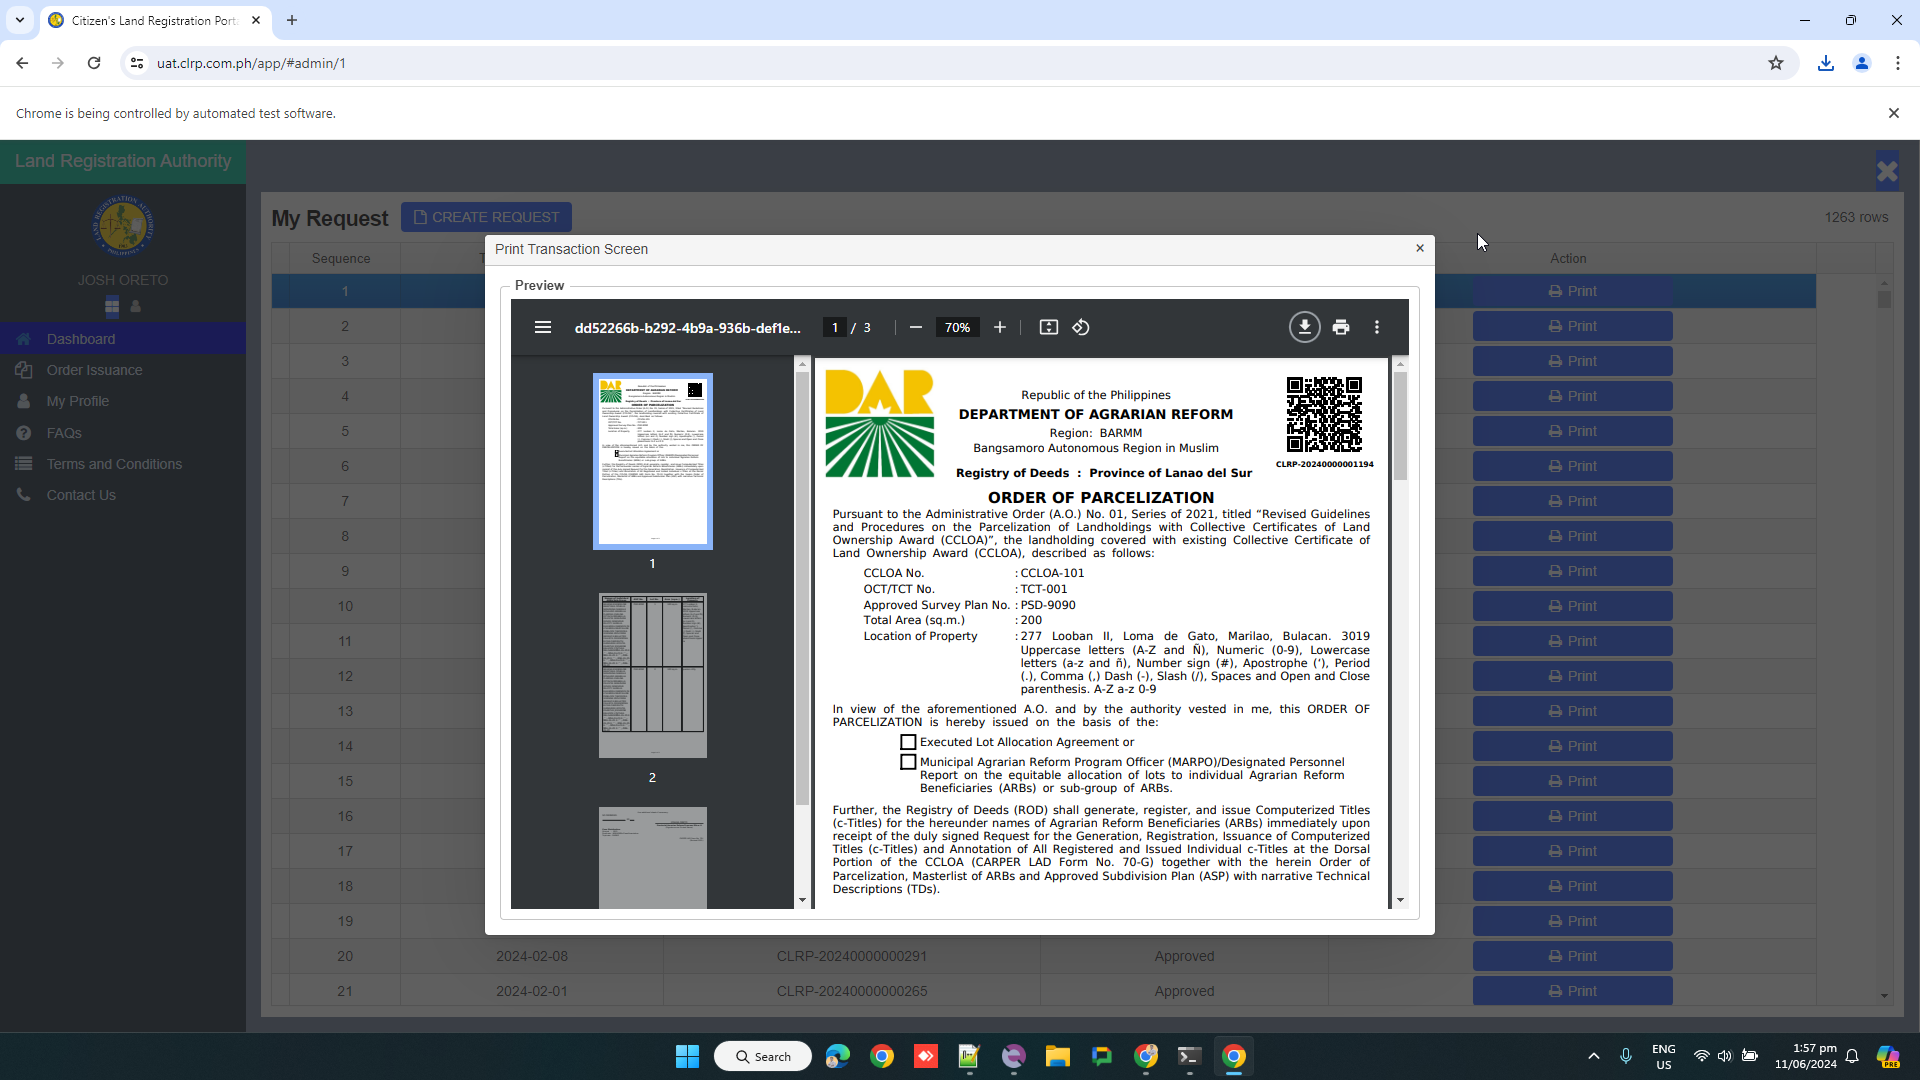 Citizen's Land Registration Port
uat.clrp.com.ph/app/#admin/1
Chrome is being controlled by automated test software.
Land Registration Authority
JOSH ORETO
Dashboard
Order Issuance
My Profile
FAQs
Terms and Conditions
Contact Us
My Request
CREATE REQUEST
1263 rows
Sequence
Action
1
Print
2
Print
3
Print
4
Print
5
Print
6
Print
7
Print
8
Print
9
Print
10
Print
11
Print
12
Print
13
Print
14
Print
15
Print
16
Print
17
Print
18
Print
19
Print
20 2024-02-08 CLRP-20240000000291 Approved Print
21 2024-02-01 CLRP-20240000000265 Approved Print
Print Transaction Screen
Preview
dd52266b-b292-4b9a-936b-def1e...
1 / 3
70%
1
2
DAR
Republic of the Philippines
DEPARTMENT OF AGRARIAN REFORM
Region: BARMM
Bangsamoro Autonomous Region in Muslim
CLRP-20240000001194
Registry of Deeds : Province of Lanao del Sur
ORDER OF PARCELIZATION
Pursuant to the Administrative Order (A.O.) No. 01, Series of 2021, titled “Revised Guidelines
and Procedures on the Parcelization of Landholdings with Collective Certificates of Land
Ownership Award (CCLOA)”, the landholding covered with existing Collective Certificate of
Land Ownership Award (CCLOA), described as follows:
CCLOA No. : CCLOA-101
OCT/TCT No. : TCT-001
Approved Survey Plan No. : PSD-9090
Total Area (sq.m.) : 200
Location of Property : 277 Looban II, Loma de Gato, Marilao, Bulacan. 3019
Uppercase letters (A-Z and Ñ), Numeric (0-9), Lowercase
letters (a-z and ñ), Number sign (#), Apostrophe (’), Period
(.), Comma (,) Dash (-), Slash (/), Spaces and Open and Close
parenthesis. A-Z a-z 0-9
In view of the aforementioned A.O. and by the authority vested in me, this ORDER OF
PARCELIZATION is hereby issued on the basis of the:
Executed Lot Allocation Agreement or
Municipal Agrarian Reform Program Officer (MARPO)/Designated Personnel
Report on the equitable allocation of lots to individual Agrarian Reform
Beneficiaries (ARBs) or sub-group of ARBs.
Further, the Registry of Deeds (ROD) shall generate, register, and issue Computerized Titles
(c-Titles) for the hereunder names of Agrarian Reform Beneficiaries (ARBs) immediately upon
receipt of the duly signed Request for the Generation, Registration, Issuance of Computerized
Titles (c-Titles) and Annotation of All Registered and Issued Individual c-Titles at the Dorsal
Portion of the CCLOA (CARPER LAD Form No. 70-G) together with the herein Order of
Parcelization, Masterlist of ARBs and Approved Subdivision Plan (ASP) with narrative Technical
Descriptions (TDs).
Search
ENG
US
1:57 pm
11/06/2024